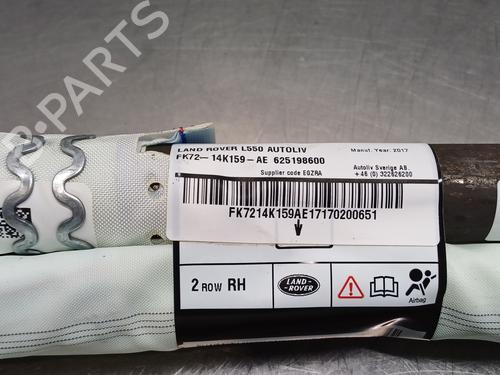 B-PARTS
LAND ROVER L550 AUTOLIV
Manuf. Year. 2017
FK72-14K159-AE 625198600
Autoliv Sverige AB.
Supplier code EGZRA
+46 (0) 322626200
FK7214K159AE17170200651
2 ROW RH
LAND-ROVER
Airbag